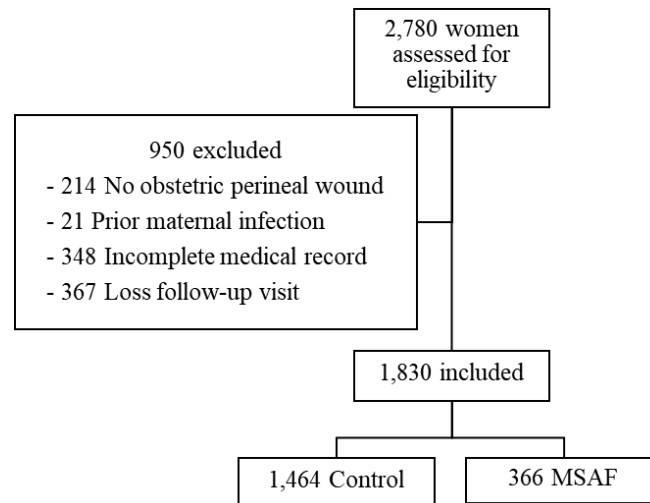 2,780 women
assessed for
eligibility
950 excluded
- 214 No obstetric perineal wound
- 21 Prior maternal infection
- 348 Incomplete medical record
- 367 Loss follow-up visit
1,830 included
1,464 Control
366 MSAF